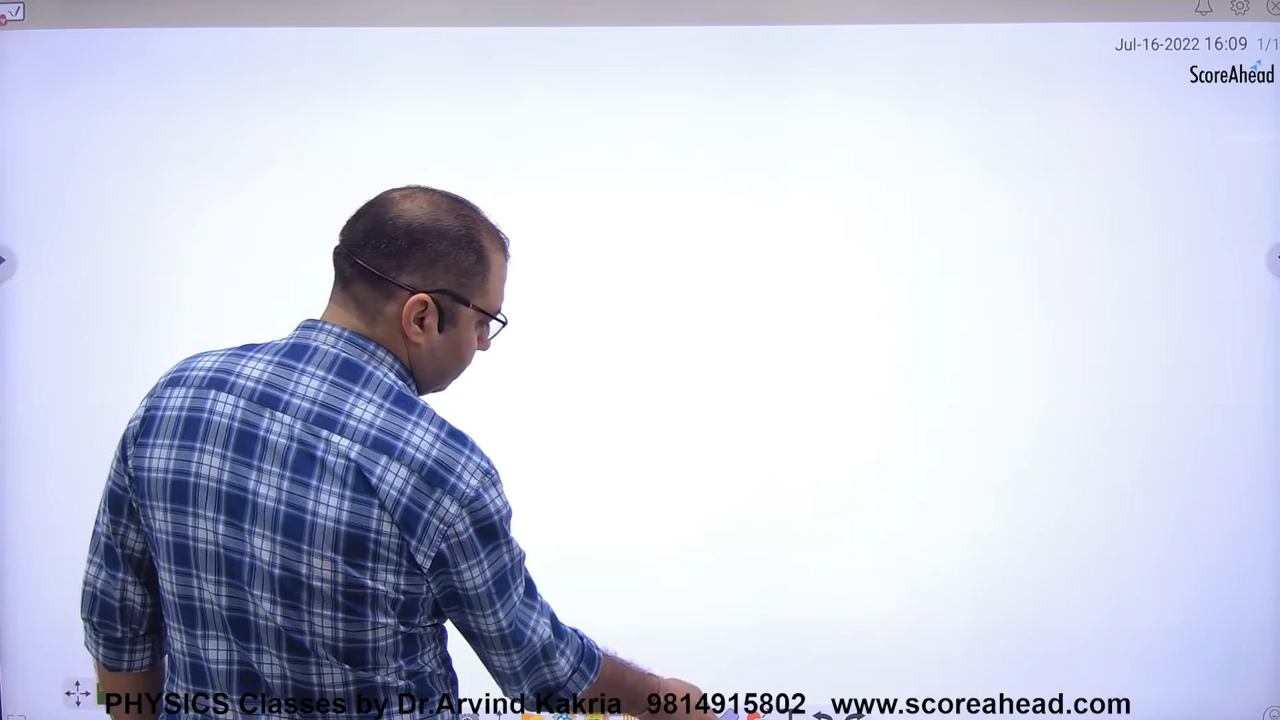 Jul-16-2022 16:09 1/1
ScoreAhead
PHYSICS Classes by Dr.Arvind Kakria 9814915802 www.scoreahead.com